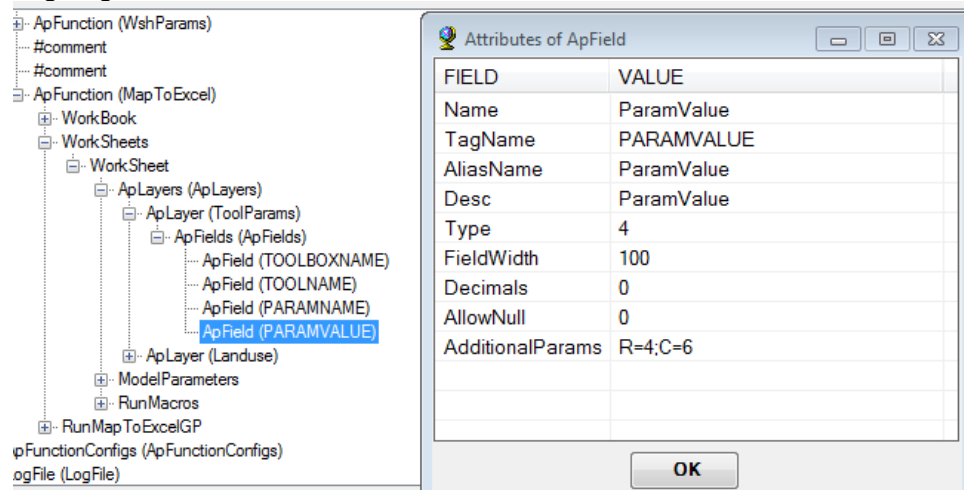 ApFunction (WshParams)
#comment
#comment
ApFunction (MapToExcel)
WorkBook
WorkSheets
WorkSheet
ApLayers (ApLayers)
ApLayer (ToolParams)
ApFields (ApFields)
ApField (TOOLBOXNAME)
ApField (TOOLNAME)
ApField (PARAMNAME)
ApField (PARAMVALUE)
ApLayer (Landuse)
ModelParameters
RunMacros
RunMapToExcelGP
pFunctionConfigs (ApFunctionConfigs)
ogFile (LogFile)
Attributes of ApField
FIELD VALUE
Name ParamValue
TagName PARAMVALUE
AliasName ParamValue
Desc ParamValue
Type 4
FieldWidth 100
Decimals 0
AllowNull 0
AdditionalParams R=4;C=6
OK